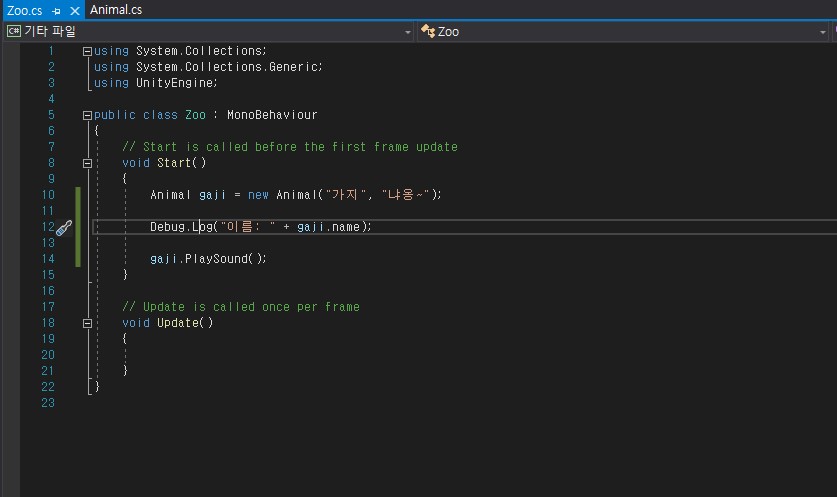 Zoo.cs Animal.cs
C# 기타 파일 Zoo
1 using System.Collections;
2 using System.Collections.Generic;
3 using UnityEngine;
4
5 public class Zoo : MonoBehaviour
6 {
7 // Start is called before the first frame update
8 void Start()
9 {
10 Animal gaji = new Animal("가지", "냐옹~");
11
12 Debug.Log("이름: " + gaji.name);
13
14 gaji.PlaySound();
15 }
16
17 // Update is called once per frame
18 void Update()
19 {
20
21 }
22 }
23